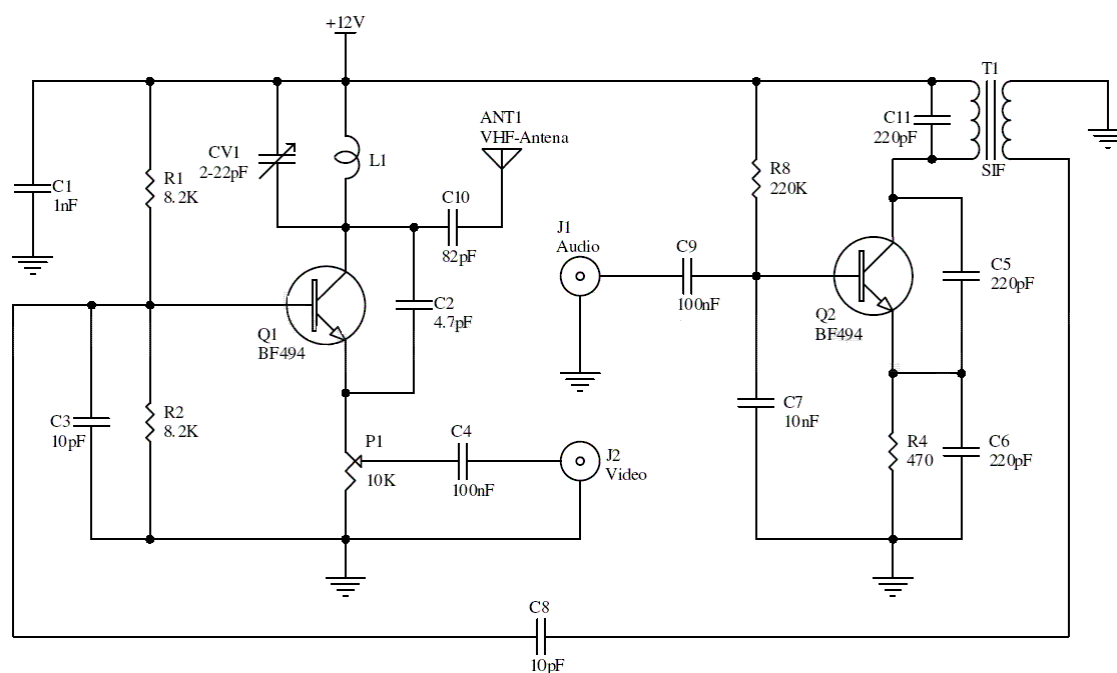 +12V
T1
ANT1
VHF-Antena
C11
220pF
CV1
2-22pF
L1
R1
8.2K
R8
220K
SIF
C1
1nF
C10
82pF
J1
Audio
C9
100nF
C5
220pF
C2
4.7pF
Q1
BF494
Q2
BF494
C3
10pF
R2
8.2K
P1
10K
C4
100nF
J2
Video
C7
10nF
R4
470
C6
220pF
C8
10pF